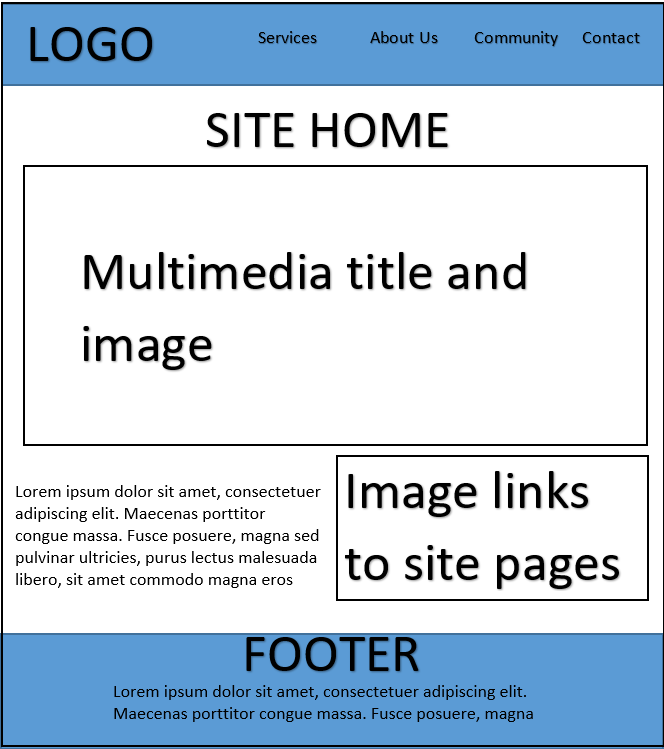 LOGO
Services About Us Community Contact
SITE HOME
Multimedia title and
image
Lorem ipsum dolor sit amet, consectetuer
adipiscing elit. Maecenas porttitor
congue massa. Fusce posuere, magna sed
pulvinar ultricies, purus lectus malesuada
libero, sit amet commodo magna eros
Image links
to site pages
FOOTER
Lorem ipsum dolor sit amet, consectetuer adipiscing elit.
Maecenas porttitor congue massa. Fusce posuere, magna